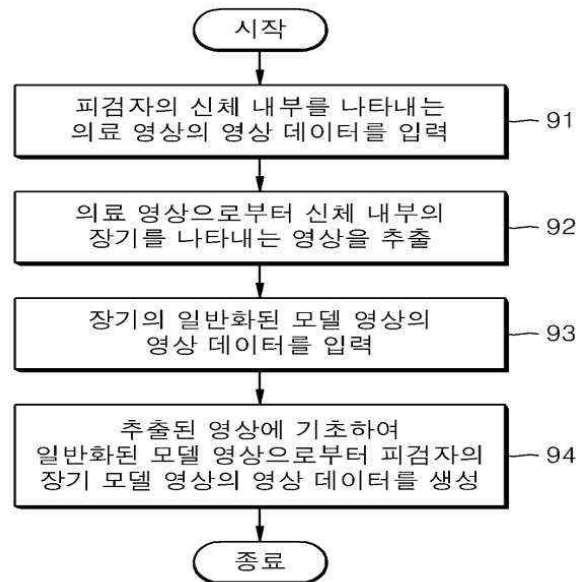 시작
피검자의 신체 내부를 나타내는
의료 영상의 영상 데이터를 입력
91
의료 영상으로부터 신체 내부의
장기를 나타내는 영상을 추출
92
장기의 일반화된 모델 영상의
영상 데이터를 입력
93
추출된 영상에 기초하여
일반화된 모델 영상으로부터 피검자의
장기 모델 영상의 영상 데이터를 생성
94
종료